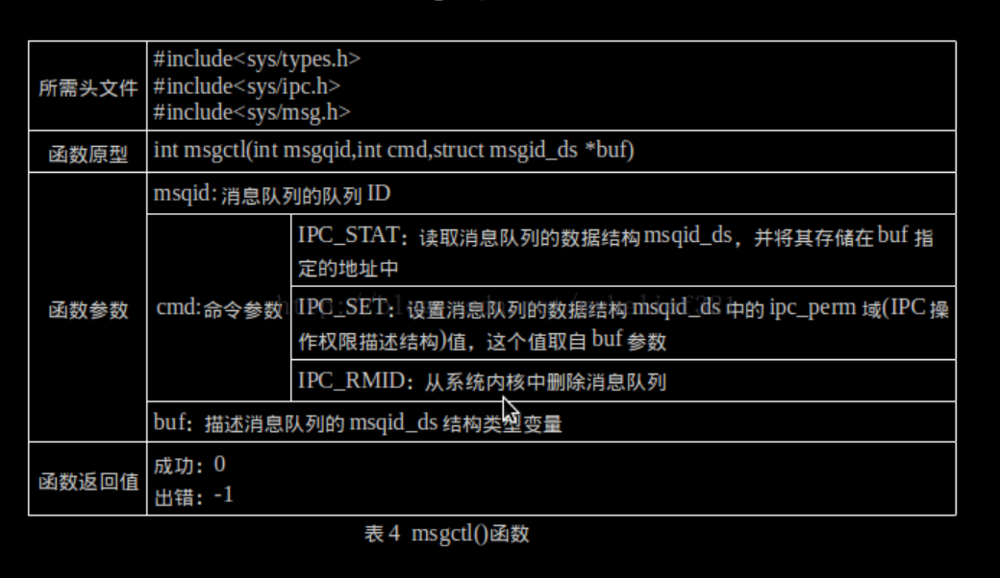 所需头文件
#include<sys/types.h>
#include<sys/ipc.h>
#include<sys/msg.h>
函数原型
int msgctl(int msgqid,int cmd,struct msgid_ds *buf)
函数参数
msqid: 消息队列的队列 ID
cmd:命令参数
IPC_STAT：读取消息队列的数据结构 msqid_ds，并将其存储在 buf 指
定的地址中
IPC_SET：设置消息队列的数据结构 msqid_ds 中的 ipc_perm 域(IPC 操
作权限描述结构)值，这个值取自 buf 参数
IPC_RMID：从系统内核中删除消息队列
buf：描述消息队列的 msqid_ds 结构类型变量
函数返回值
成功：0
出错：-1
表 4 msgctl()函数